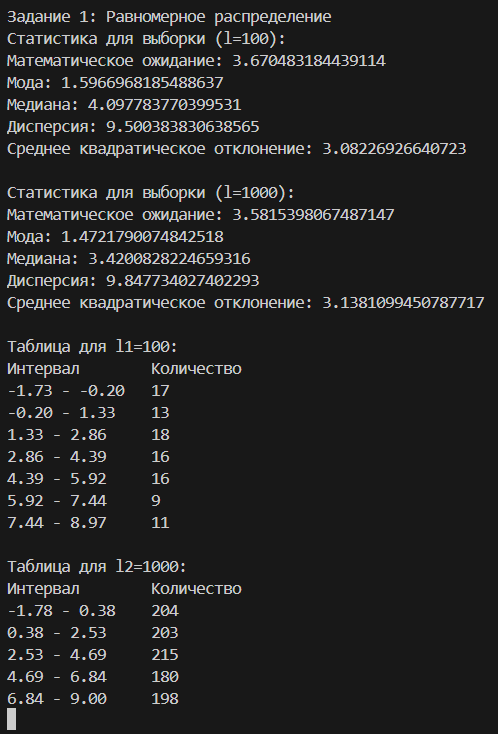 Задание 1: Равномерное распределение
Статистика для выборки (l=100):
Математическое ожидание: 3.670483184439114
Мода: 1.5966968185488637
Медиана: 4.097783770399531
Дисперсия: 9.500383830638565
Среднее квадратическое отклонение: 3.08226926640723
Статистика для выборки (l=1000):
Математическое ожидание: 3.5815398067487147
Мода: 1.4721790074842518
Медиана: 3.4200828224659316
Дисперсия: 9.847734027402293
Среднее квадратическое отклонение: 3.1381099450787717
Таблица для l1=100:
Интервал Количество
-1.73 - -0.20 17
-0.20 - 1.33 13
1.33 - 2.86 18
2.86 - 4.39 16
4.39 - 5.92 16
5.92 - 7.44 9
7.44 - 8.97 11
Таблица для l2=1000:
Интервал Количество
-1.78 - 0.38 204
0.38 - 2.53 203
2.53 - 4.69 215
4.69 - 6.84 180
6.84 - 9.00 198